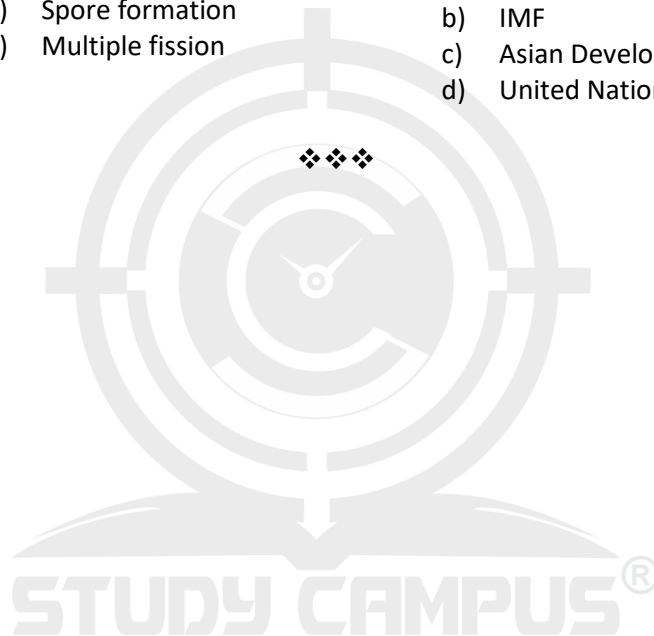 ) Spore formation
) Multiple fission
b) IMF
c) Asian Develo
d) United Nation
❖❖❖
STUDY CAMPUS®